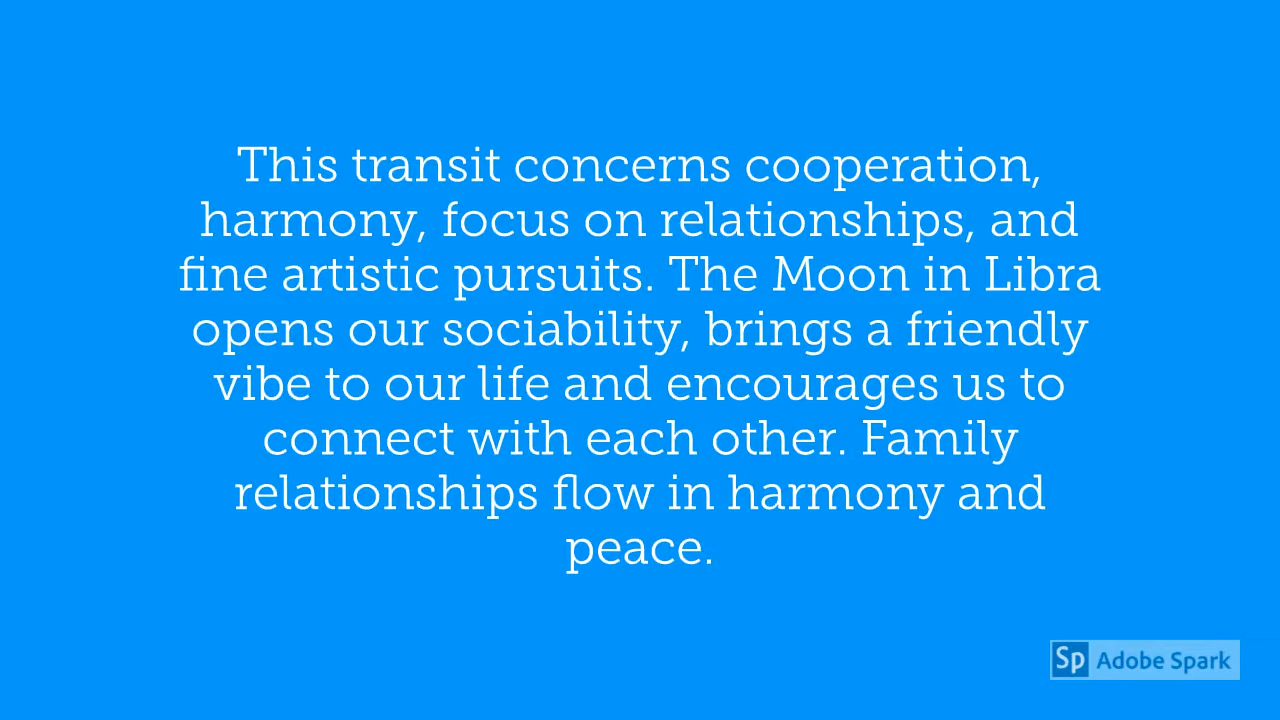 This transit concerns cooperation,
harmony, focus on relationships, and
fine artistic pursuits. The Moon in Libra
opens our sociability, brings a friendly
vibe to our life and encourages us to
connect with each other. Family
relationships flow in harmony and
peace.
Sp Adobe Spark